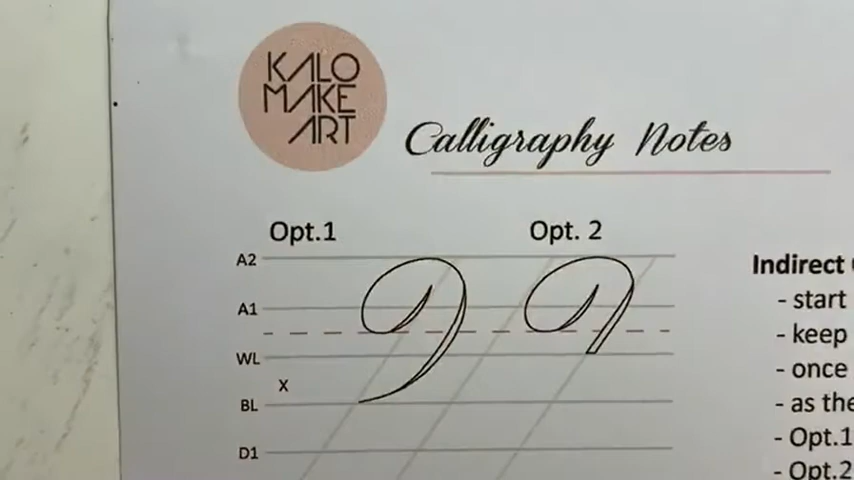 KALO
MAKE
ART
Calligraphy Notes
Opt.1
Opt. 2
A2
A1
WL
X
BL
D1
Indirect
- start
- keep
- once
- as the
- Opt.1
- Opt.2